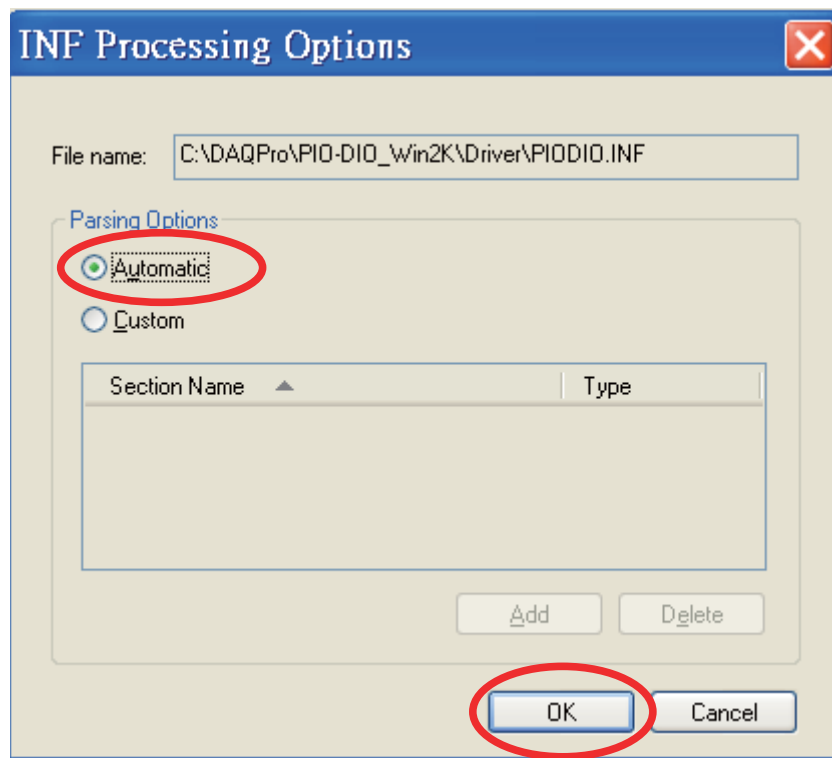 INF Processing Options
File name: C:\DAQPro\PIO-DIO_Win2K\Driver\PIODIO.INF
Parsing Options
Automatic
Custom
Section Name Type
Add Delete
OK Cancel